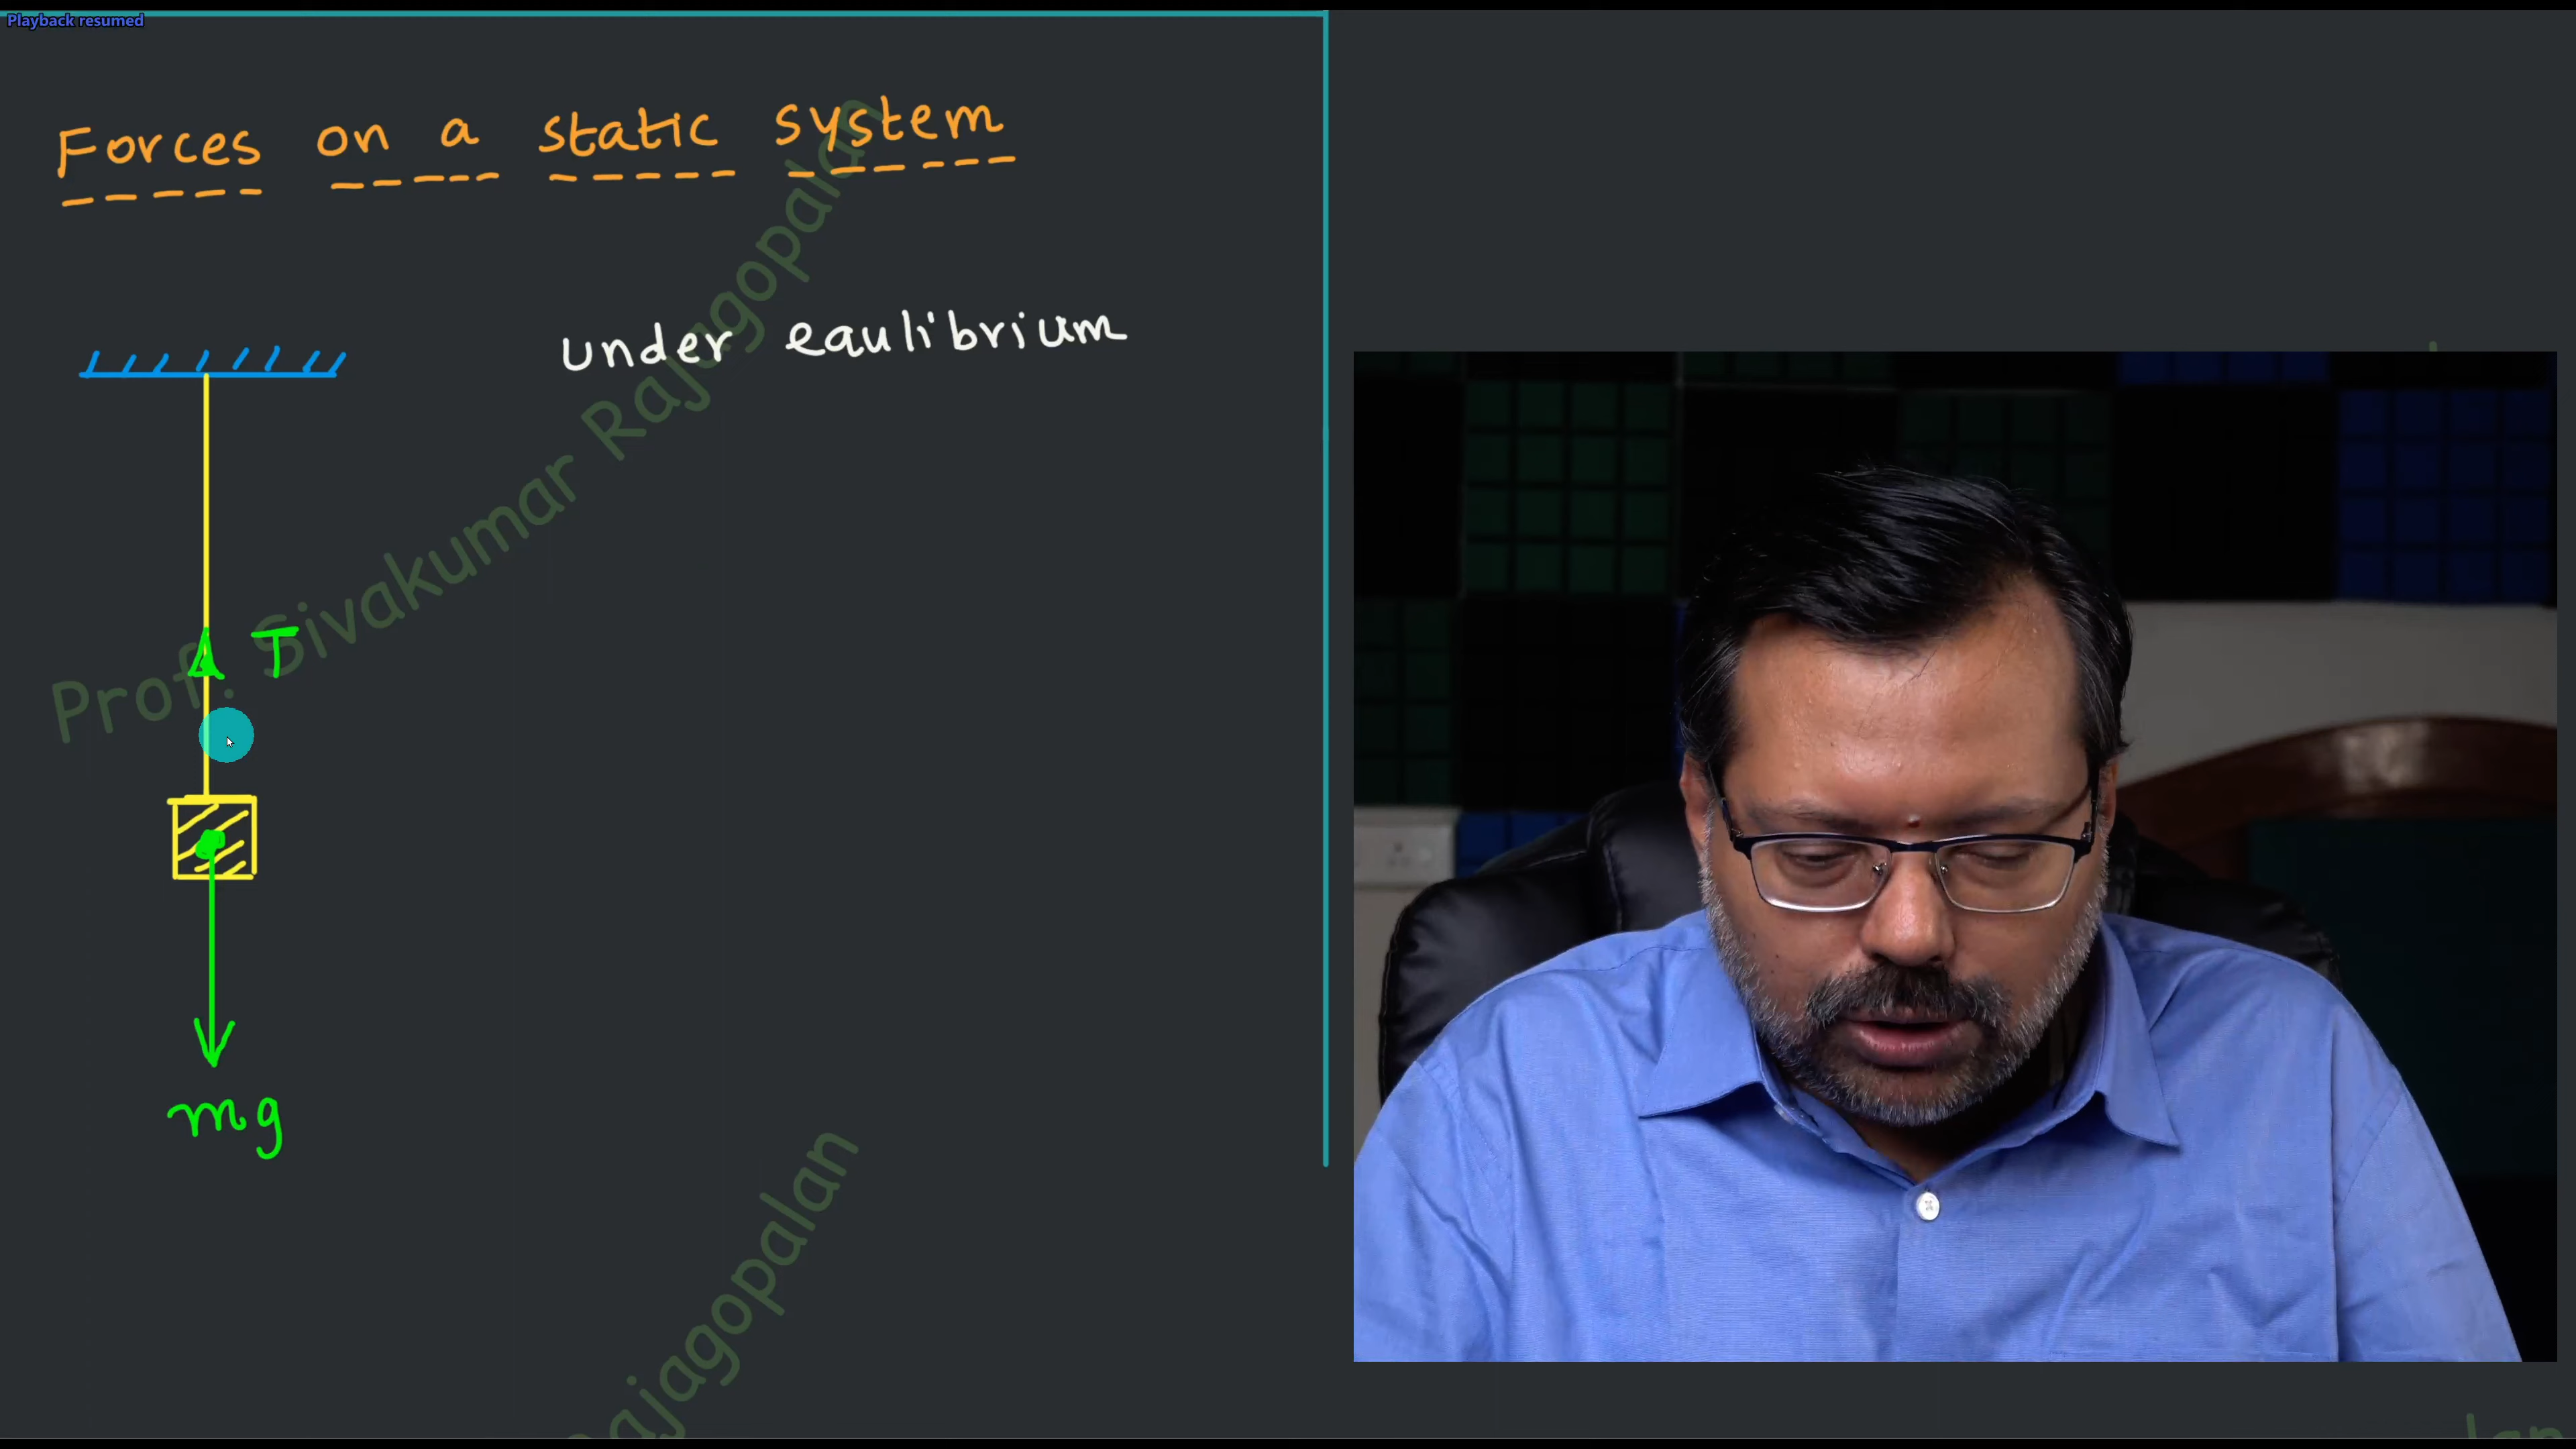 Playback resumed
Forces on a static system
under eaulibrium
T
mg
Prof. Sivakumar Rajagopalan
Rajagopalan